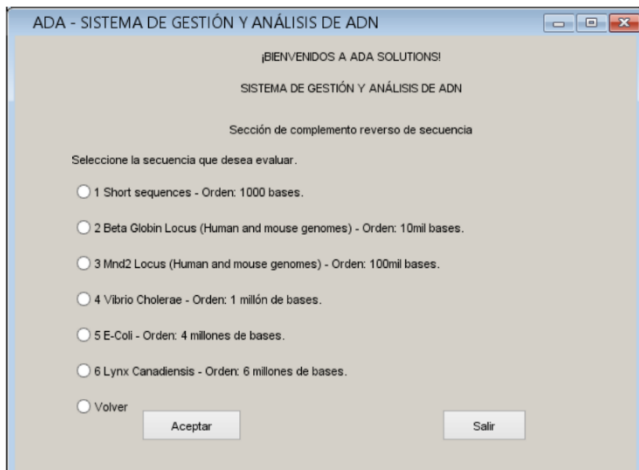 ADA - SISTEMA DE GESTIÓN Y ANÁLISIS DE ADN
¡BIENVENIDOS A ADA SOLUTIONS!
SISTEMA DE GESTIÓN Y ANÁLISIS DE ADN
Sección de complemento reverso de secuencia
Seleccione la secuencia que desea evaluar.
1 Short sequences - Orden: 1000 bases.
2 Beta Globin Locus (Human and mouse genomes) - Orden: 10mil bases.
3 Mnd2 Locus (Human and mouse genomes) - Orden: 100mil bases.
4 Vibrio Cholerae - Orden: 1 millón de bases.
5 E-Coli - Orden: 4 millones de bases.
6 Lynx Canadiensis - Orden: 6 millones de bases.
Volver
Aceptar Salir